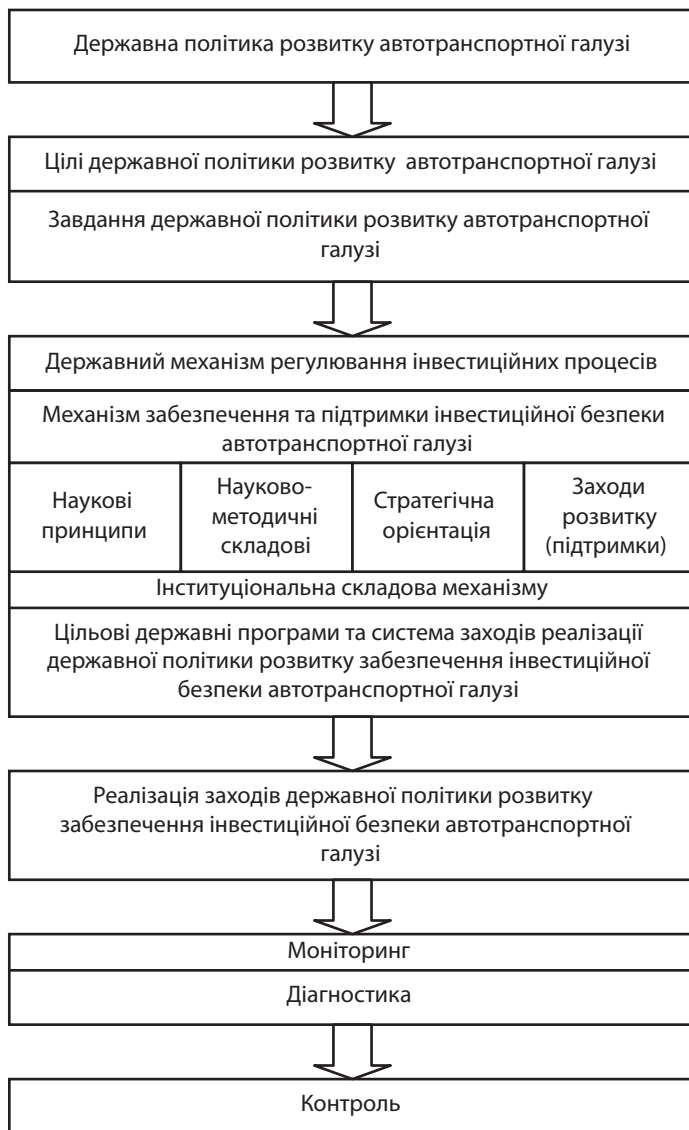 Державна політика розвитку автотранспортної галузі
Цілі державної політики розвитку автотранспортної галузі
Завдання державної політики розвитку автотранспортної
галузі
Державний механізм регулювання інвестиційних процесів
Механізм забезпечення та підтримки інвестиційної безпеки
автотранспортної галузі
Наукові
принципи
Науково-
методичні
складові
Стратегічна
орієнтація
Заходи
розвитку
(підтримки)
Інституціональна складова механізму
Цільові державні програми та система заходів реалізації
державної політики розвитку забезпечення інвестиційної
безпеки автотранспортної галузі
Реалізація заходів державної політики розвитку
забезпечення інвестиційної безпеки автотранспортної
галузі
Моніторинг
Діагностика
Контроль